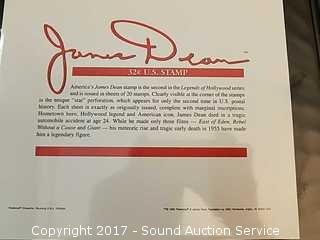 James Dean
32¢ U.S. STAMP
America's James Dean stamp is the second in the Legends of Hollywood series
and is issued in sheets of 20 stamps. Clearly visible at the corner of the stamps
is the unique "star" perforation, which appears for only the second time in U.S. postal
history. Each sheet is exactly as originally issued, complete with marginal inscriptions.
Hometown hero, Hollywood legend and American icon, James Dean died in a tragic
automobile accident at age 24. While he made only three films — East of Eden, Rebel
Without a Cause and Giant — his meteoric rise and tragic early death in 1955 have made
him a legendary figure.
Copyright 2017 - Sound Auction Service